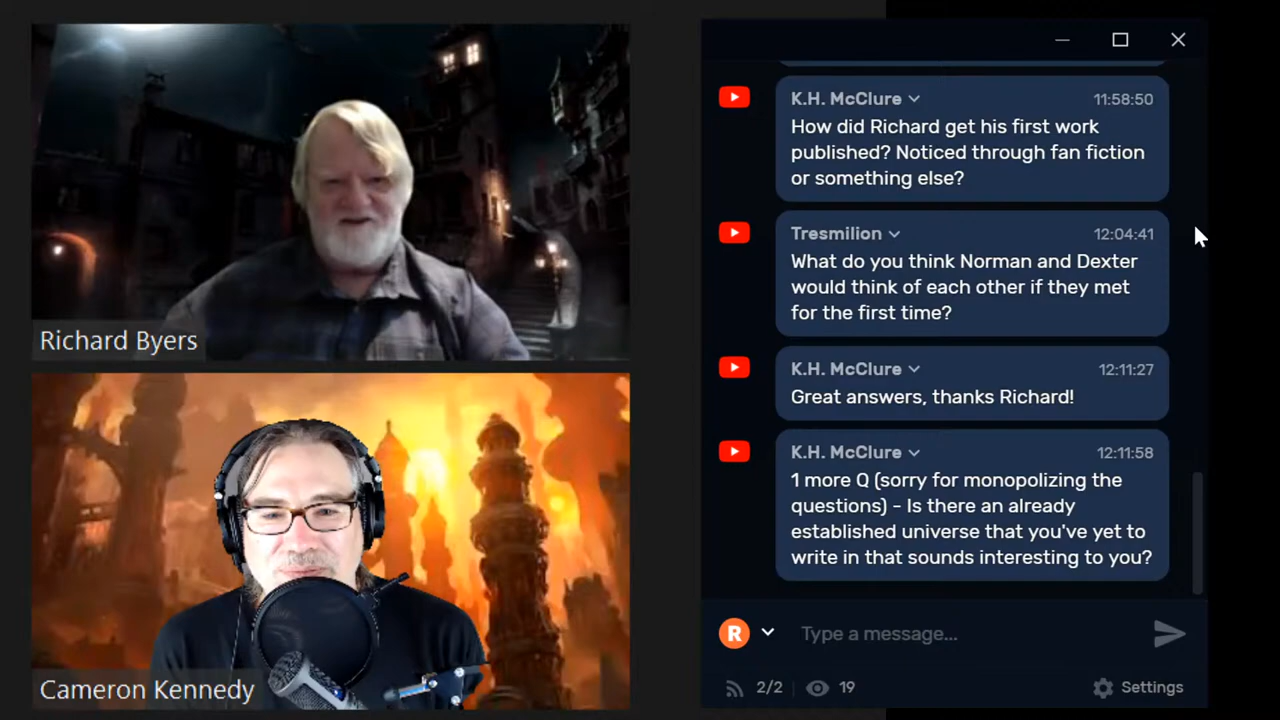 Richard Byers
Cameron Kennedy
K.H. McClure 11:58:50
How did Richard get his first work
published? Noticed through fan fiction
or something else?
Tresmilion 12:04:41
What do you think Norman and Dexter
would think of each other if they met
for the first time?
K.H. McClure 12:11:27
Great answers, thanks Richard!
K.H. McClure 12:11:58
1 more Q (sorry for monopolizing the
questions) - Is there an already
established universe that you've yet to
write in that sounds interesting to you?
R Type a message...
2/2 19 Settings